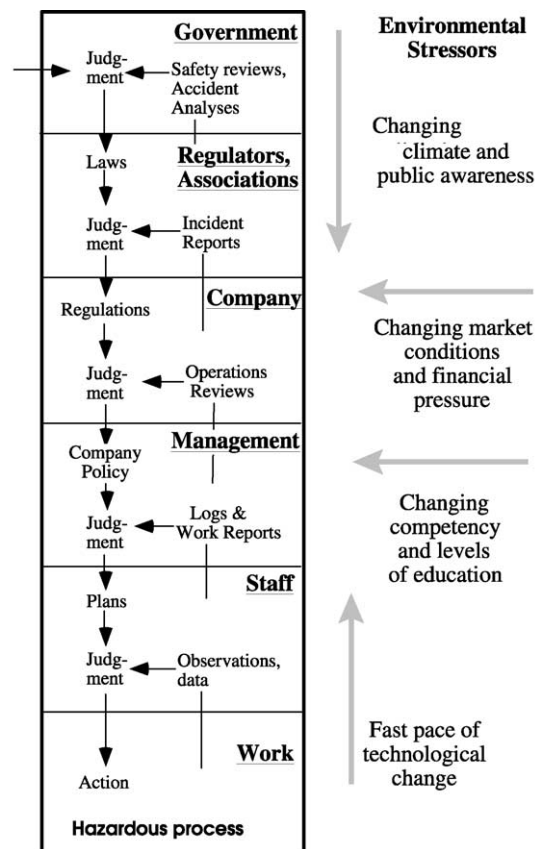 Government
Judg-
ment
Safety reviews,
Accident
Analyses
Laws
Regulators,
Associations
Judg-
ment
Incident
Reports
Company
Regulations
Judg-
ment
Operations
Reviews
Management
Company
Policy
Judg-
ment
Logs &
Work Reports
Staff
Plans
Judg-
ment
Observations,
data
Work
Action
Hazardous process
Environmental
Stressors
Changing
climate and
public awareness
Changing market
conditions
and financial
pressure
Changing
competency
and levels
of education
Fast pace of
technological
change